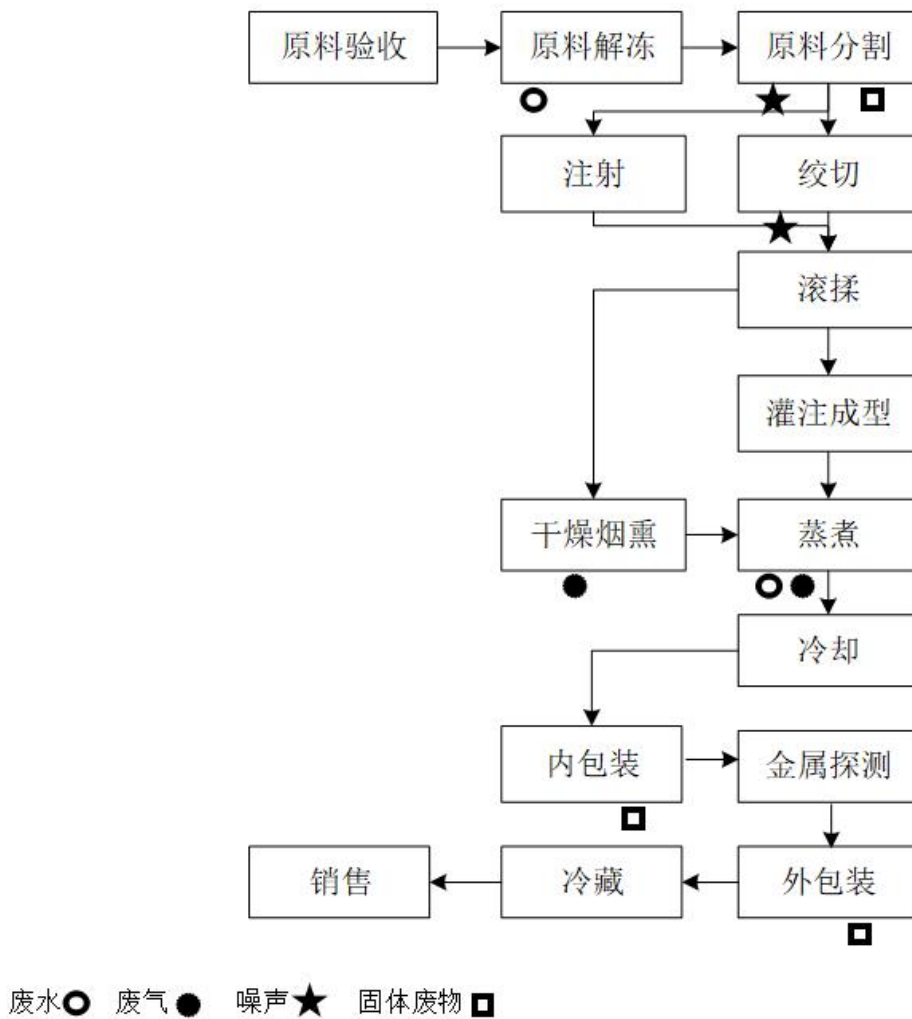 原料验收
原料解冻
原料分割
注射
绞切
滚揉
灌注成型
干燥烟熏
蒸煮
冷却
内包装
金属探测
销售
冷藏
外包装
废水
废气
噪声
固体废物